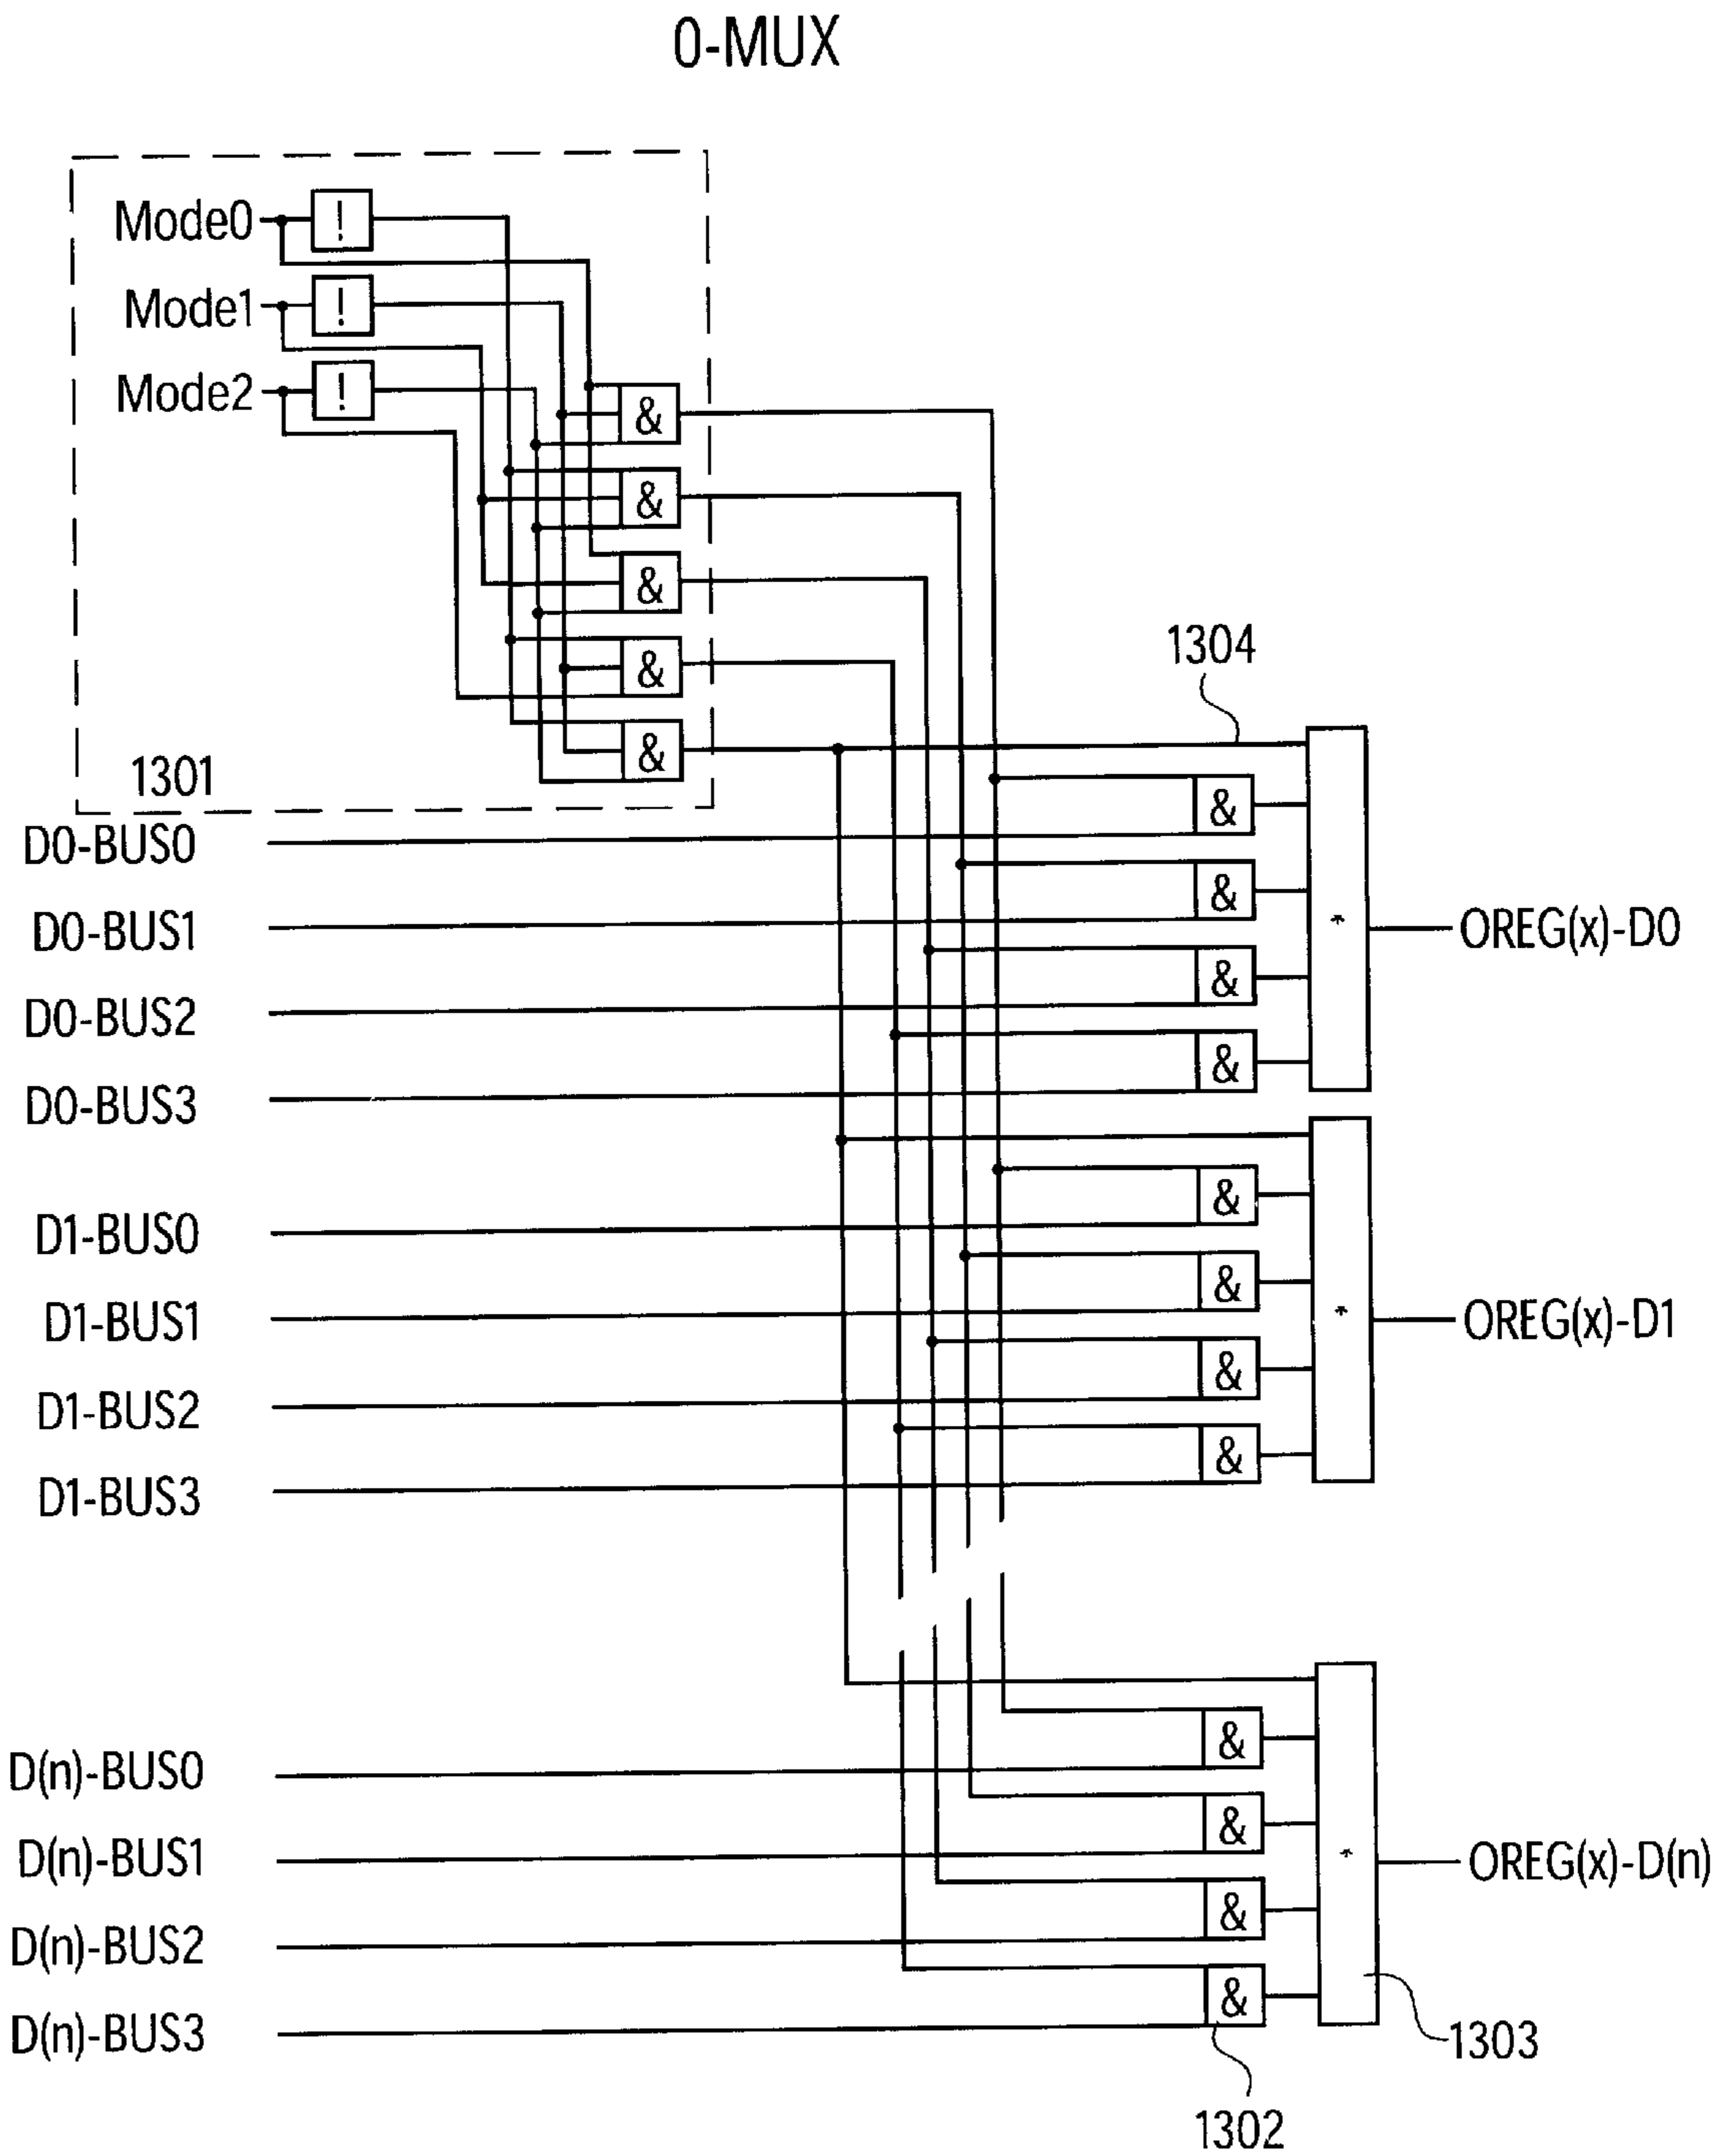 0-MUX
Mode0
!
Mode1
!
Mode2
!
&
&
&
&
&
1301
1304
D0-BUS0
&
D0-BUS1
&
*
OREG(x)-D0
D0-BUS2
&
D0-BUS3
&
D1-BUS0
&
D1-BUS1
&
*
OREG(x)-D1
D1-BUS2
&
D1-BUS3
&
D(n)-BUS0
&
D(n)-BUS1
&
*
OREG(x)-D(n)
D(n)-BUS2
&
D(n)-BUS3
&
1303
1302